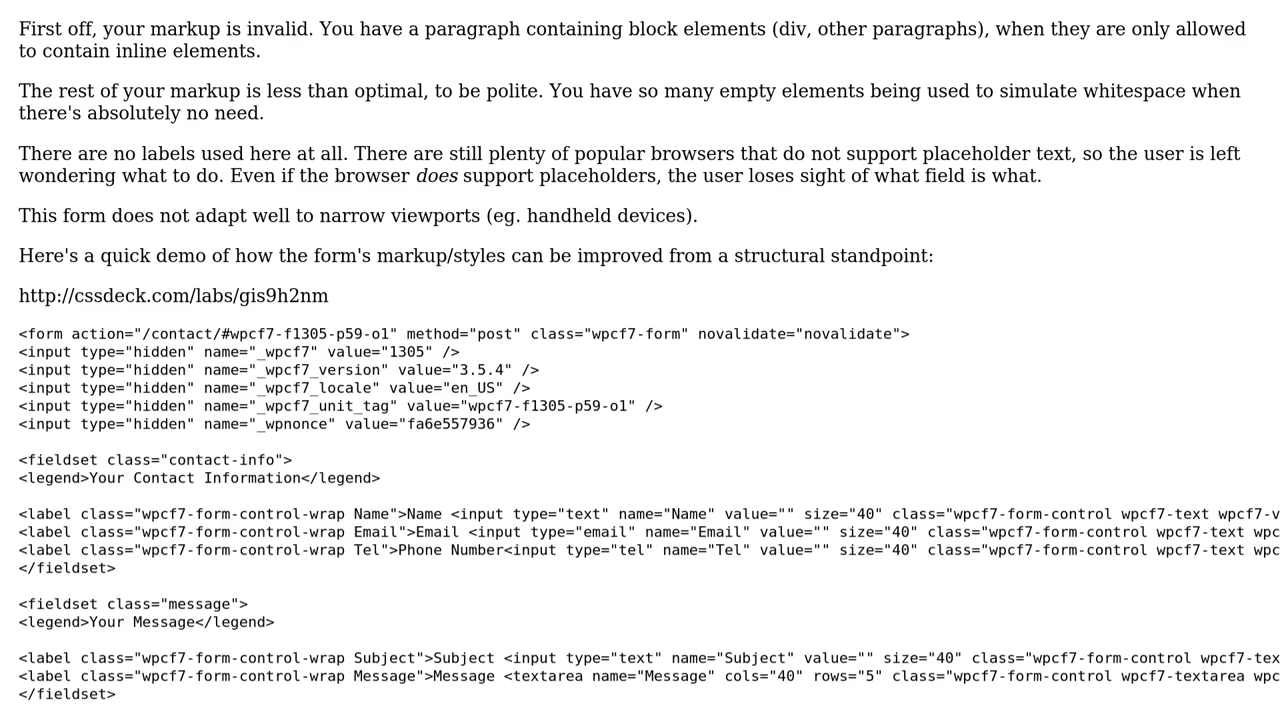 First off, your markup is invalid. You have a paragraph containing block elements (div, other paragraphs), when they are only allowed
to contain inline elements.
The rest of your markup is less than optimal, to be polite. You have so many empty elements being used to simulate whitespace when
there's absolutely no need.
There are no labels used here at all. There are still plenty of popular browsers that do not support placeholder text, so the user is left
wondering what to do. Even if the browser does support placeholders, the user loses sight of what field is what.
This form does not adapt well to narrow viewports (eg. handheld devices).
Here's a quick demo of how the form's markup/styles can be improved from a structural standpoint:
http://cssdeck.com/labs/gis9h2nm
<form action="/contact/#wpcf7-f1305-p59-o1" method="post" class="wpcf7-form" novalidate="novalidate">
<input type="hidden" name="_wpcf7" value="1305" />
<input type="hidden" name="_wpcf7_version" value="3.5.4" />
<input type="hidden" name="_wpcf7_locale" value="en_US" />
<input type="hidden" name="_wpcf7_unit_tag" value="wpcf7-f1305-p59-o1" />
<input type="hidden" name="_wpnonce" value="fa6e557936" />
<fieldset class="contact-info">
<legend>Your Contact Information</legend>
<label class="wpcf7-form-control-wrap Name">Name <input type="text" name="Name" value="" size="40" class="wpcf7-form-control wpcf7-text wpcf7-v
<label class="wpcf7-form-control-wrap Email">Email <input type="email" name="Email" value="" size="40" class="wpcf7-form-control wpcf7-text wpc
<label class="wpcf7-form-control-wrap Tel">Phone Number<input type="tel" name="Tel" value="" size="40" class="wpcf7-form-control wpcf7-text wpc
</fieldset>
<fieldset class="message">
<legend>Your Message</legend>
<label class="wpcf7-form-control-wrap Subject">Subject <input type="text" name="Subject" value="" size="40" class="wpcf7-form-control wpcf7-tex
<label class="wpcf7-form-control-wrap Message">Message <textarea name="Message" cols="40" rows="5" class="wpcf7-form-control wpcf7-textarea wpc
</fieldset>